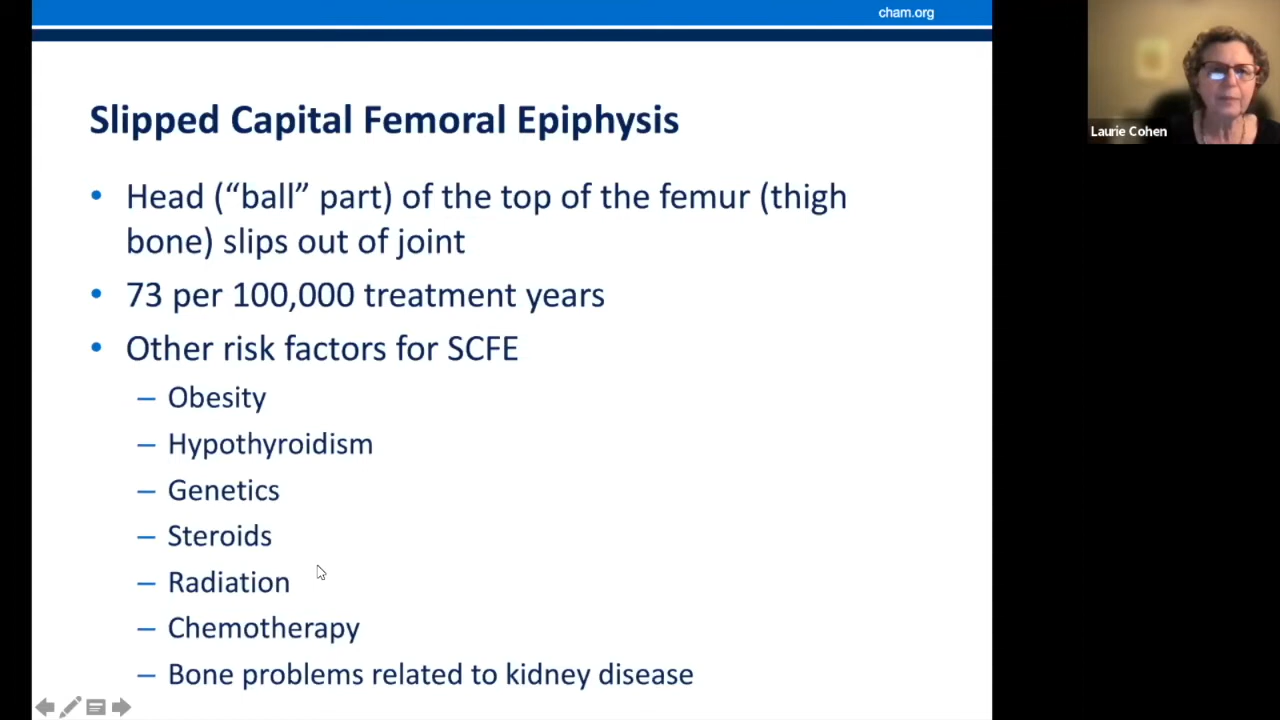 cham.org
Slipped Capital Femoral Epiphysis
• Head (“ball” part) of the top of the femur (thigh
bone) slips out of joint
• 73 per 100,000 treatment years
• Other risk factors for SCFE
– Obesity
– Hypothyroidism
– Genetics
– Steroids
– Radiation
– Chemotherapy
– Bone problems related to kidney disease
Laurie Cohen